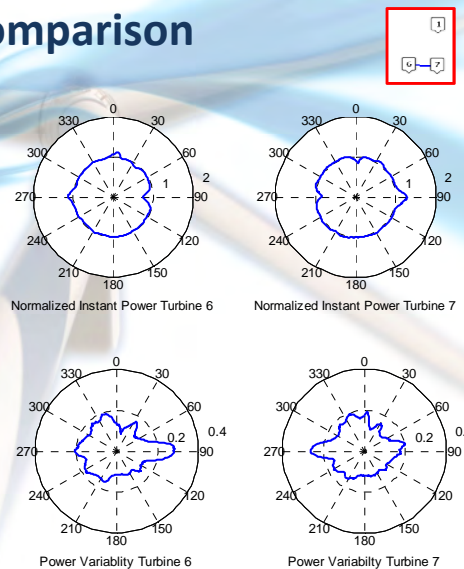 omparison
1
6 7
0
330 30
300 60
270 1 2 90
240 120
210 150
180
Normalized Instant Power Turbine 6
0
330 30
300 60
270 1 2 90
240 120
210 150
180
Normalized Instant Power Turbine 7
0
330 30
300 60
270 0.2 0.4 90
240 120
210 150
180
Power Variablity Turbine 6
0
330 30
300 60
270 0.2 0. 90
240 120
210 150
180
Power Variabilty Turbine 7